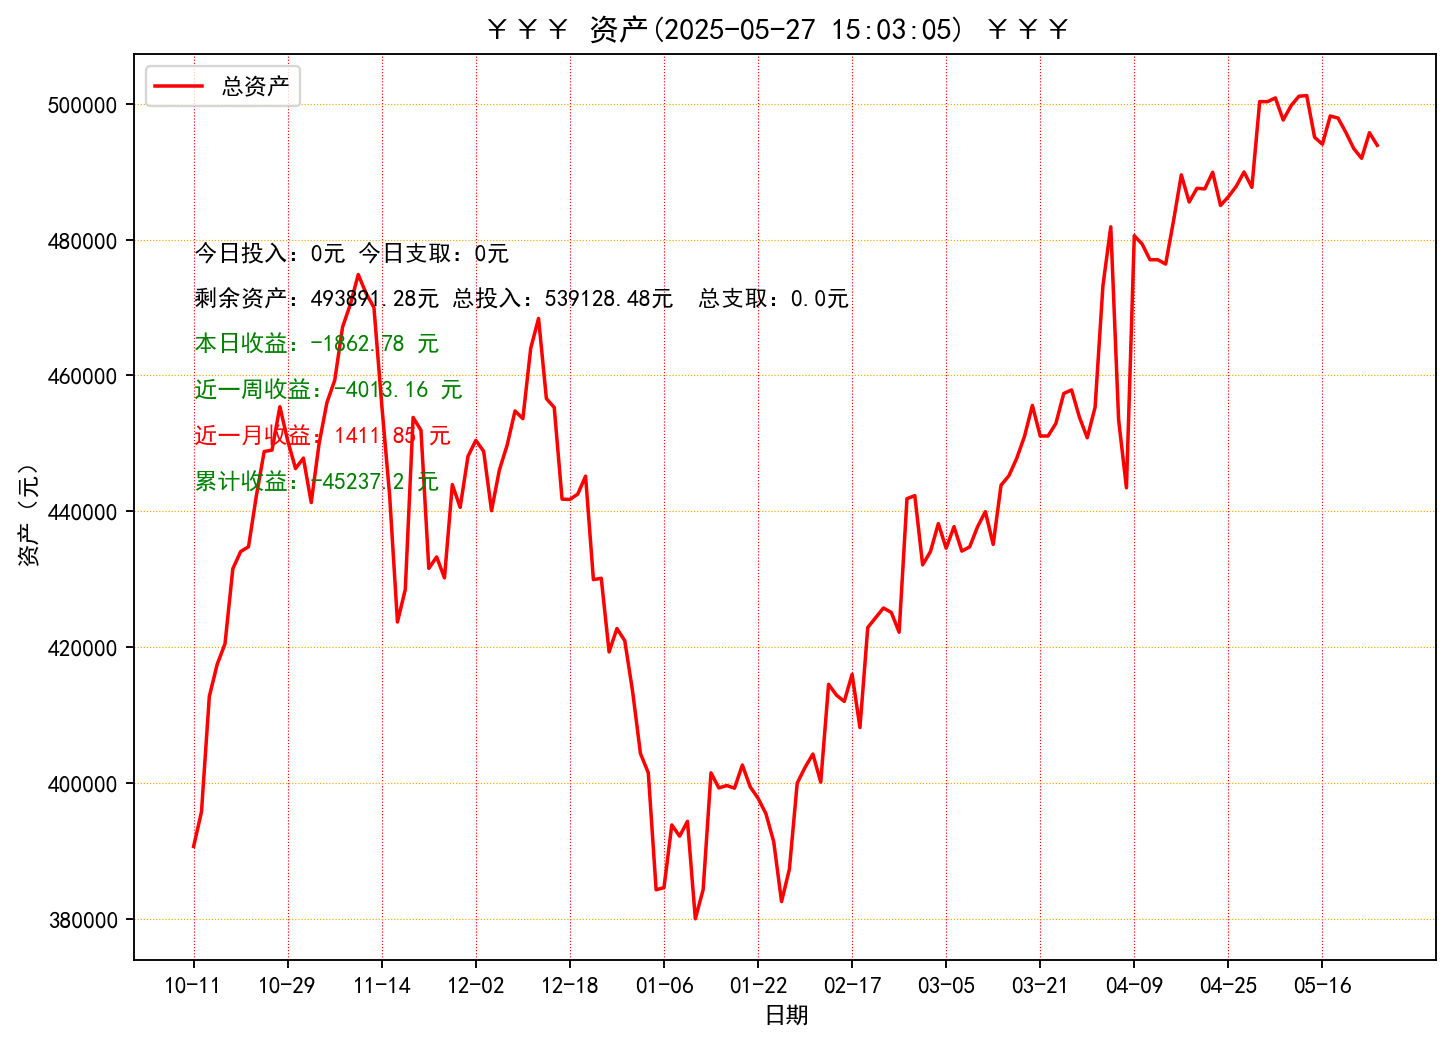 ￥￥￥ 资产(2025-05-27 15:03:05) ￥￥￥
总资产
500000
480000
460000
440000
420000
400000
380000
资产（元）
今日投入：0元 今日支取：0元
剩余资产：493891.28元 总投入：539128.48元  总支取：0.0元
本日收益：-1862.78 元
近一周收益：-4013.16 元
近一月收益：1411.85 元
累计收益：-45237.2 元
10-11 10-29 11-14 12-02 12-18 01-06 01-22 02-17 03-05 03-21 04-09 04-25 05-16
日期